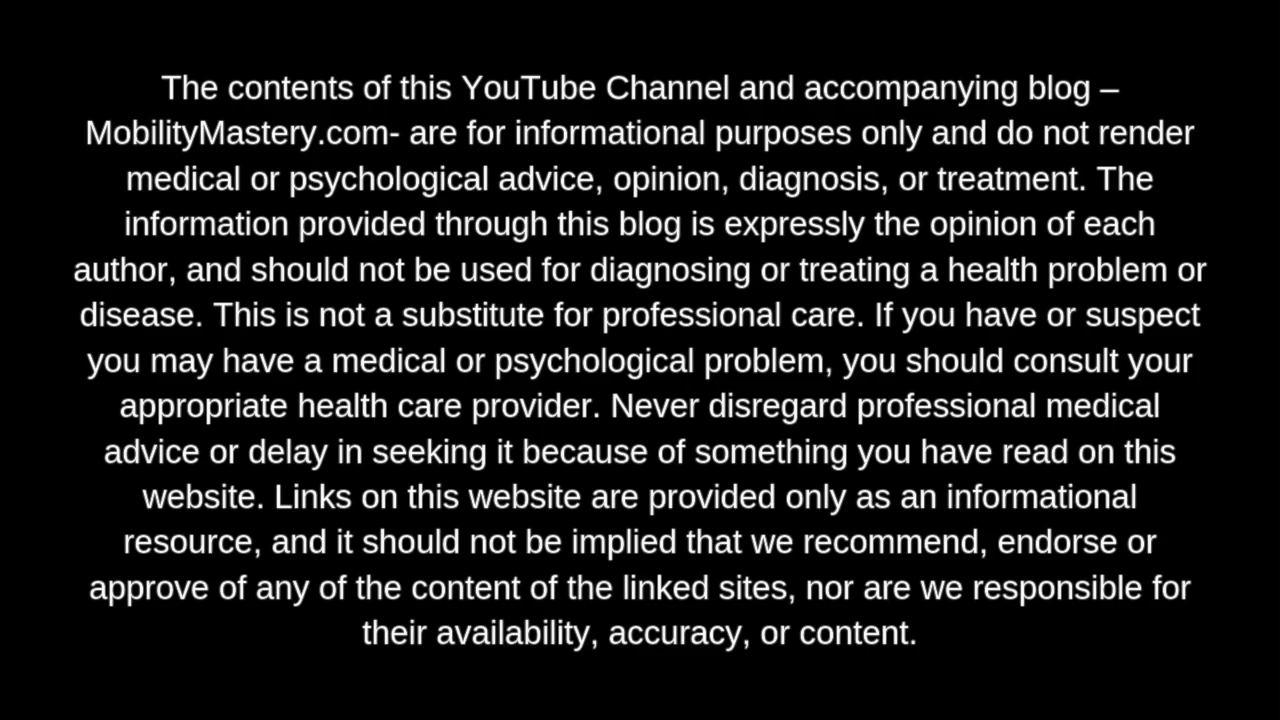 The contents of this YouTube Channel and accompanying blog –
MobilityMastery.com- are for informational purposes only and do not render
medical or psychological advice, opinion, diagnosis, or treatment. The
information provided through this blog is expressly the opinion of each
author, and should not be used for diagnosing or treating a health problem or
disease. This is not a substitute for professional care. If you have or suspect
you may have a medical or psychological problem, you should consult your
appropriate health care provider. Never disregard professional medical
advice or delay in seeking it because of something you have read on this
website. Links on this website are provided only as an informational
resource, and it should not be implied that we recommend, endorse or
approve of any of the content of the linked sites, nor are we responsible for
their availability, accuracy, or content.